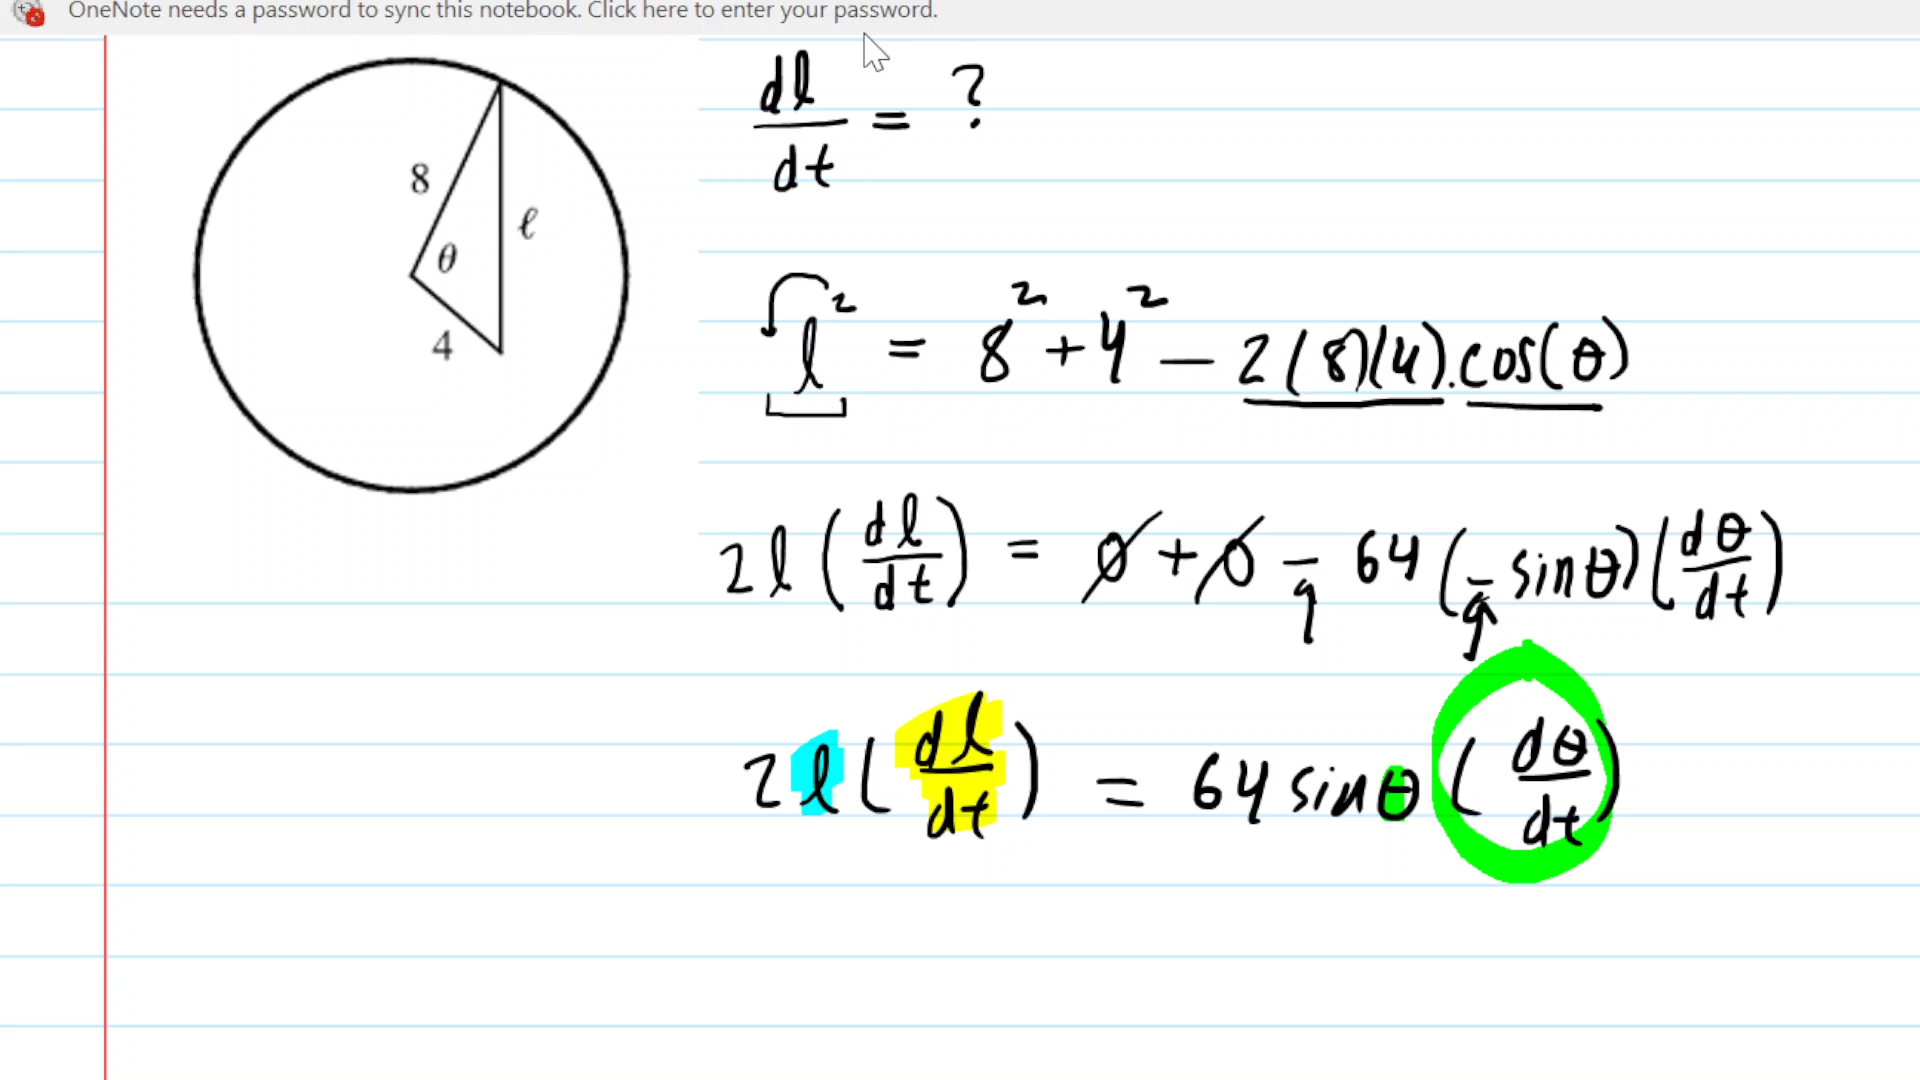 OneNote needs a password to sync this notebook. Click here to enter your password.
8
θ
ℓ
4
dl/dt = ?
l² = 8² + 4² − 2(8)(4).cos(θ)
2l (dl/dt) = 0 + 0 − 64 (− sinθ)(dθ/dt)
2l (dl/dt) = 64 sinθ (dθ/dt)